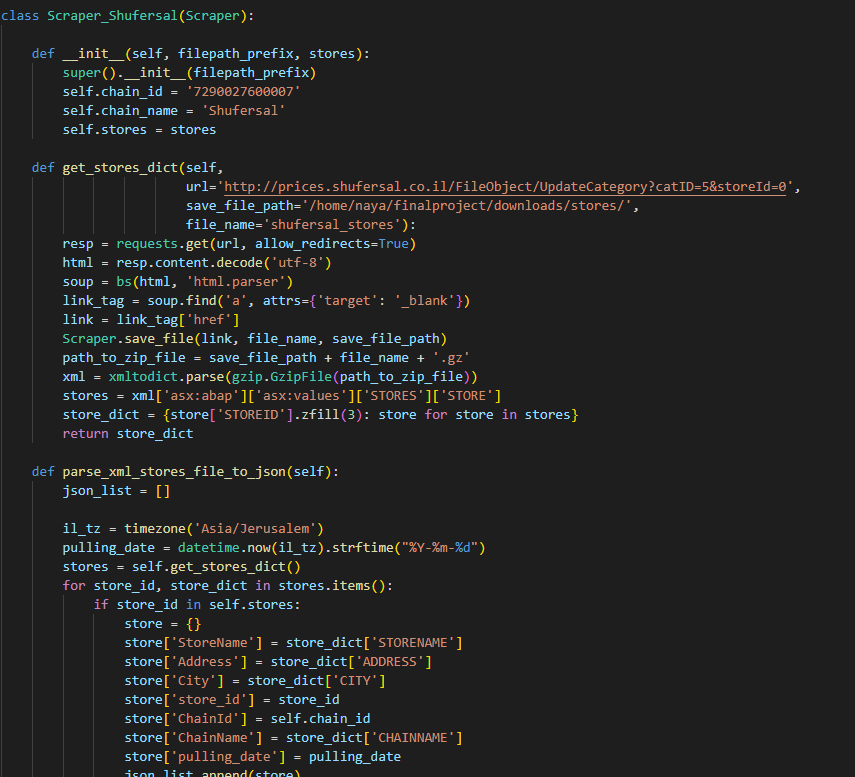 class Scraper_Shufersal(Scraper):
def __init__(self, filepath_prefix, stores):
super().__init__(filepath_prefix)
self.chain_id = '7290027600007'
self.chain_name = 'Shufersal'
self.stores = stores
def get_stores_dict(self,
url='http://prices.shufersal.co.il/FileObject/UpdateCategory?catID=5&storeId=0',
save_file_path='/home/naya/finalproject/downloads/stores/',
file_name='shufersal_stores'):
resp = requests.get(url, allow_redirects=True)
html = resp.content.decode('utf-8')
soup = bs(html, 'html.parser')
link_tag = soup.find('a', attrs={'target': '_blank'})
link = link_tag['href']
Scraper.save_file(link, file_name, save_file_path)
path_to_zip_file = save_file_path + file_name + '.gz'
xml = xmltodict.parse(gzip.GzipFile(path_to_zip_file))
stores = xml['asx:abap']['asx:values']['STORES']['STORE']
store_dict = {store['STOREID'].zfill(3): store for store in stores}
return store_dict
def parse_xml_stores_file_to_json(self):
json_list = []
il_tz = timezone('Asia/Jerusalem')
pulling_date = datetime.now(il_tz).strftime("%Y-%m-%d")
stores = self.get_stores_dict()
for store_id, store_dict in stores.items():
if store_id in self.stores:
store = {}
store['StoreName'] = store_dict['STORENAME']
store['Address'] = store_dict['ADDRESS']
store['City'] = store_dict['CITY']
store['store_id'] = store_id
store['ChainId'] = self.chain_id
store['ChainName'] = store_dict['CHAINNAME']
store['pulling_date'] = pulling_date
json_list.append(store)